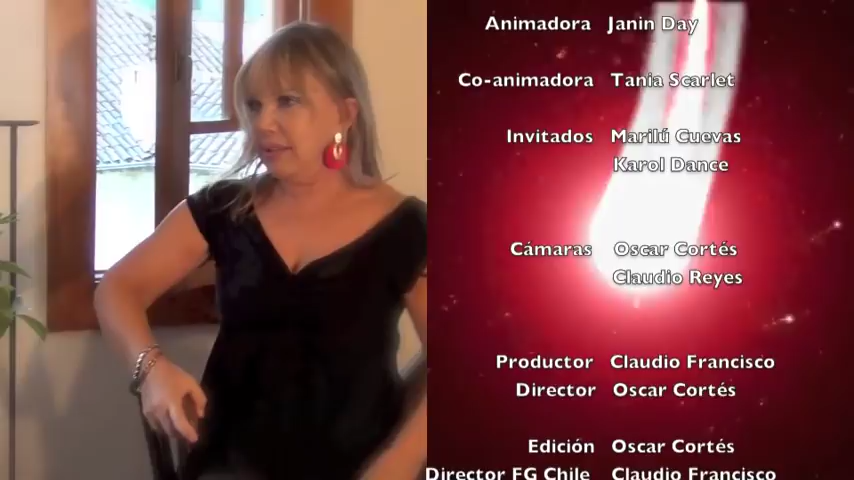 Animadora Janin Day
Co-animadora Tania Scarlet
Invitados Marilú Cuevas
Karol Dance
Cámaras Oscar Cortés
Claudio Reyes
Productor Claudio Francisco
Director Oscar Cortés
Edición Oscar Cortés
Director FG Chile Claudio Francisco